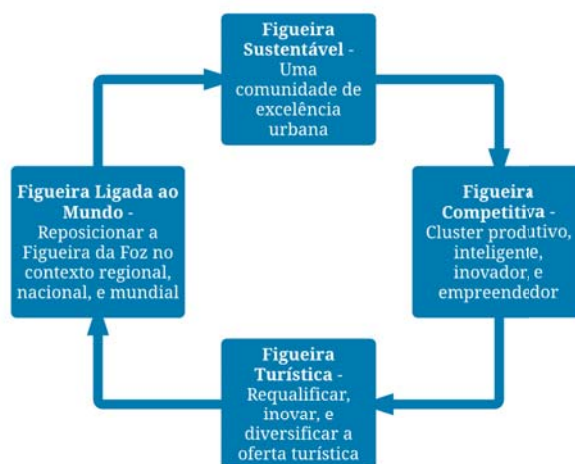 Figueira
Sustentável -
Uma
comunidade de
excelência
urbana
Figueira
Competitiva -
Cluster produtivo,
inteligente,
inovador, e
empreendedor
Figueira
Turística -
Requalificar,
inovar, e
diversificar a
oferta turística
Figueira Ligada ao
Mundo -
Reposicionar a
Figueira da Foz no
contexto regional,
nacional, e mundial